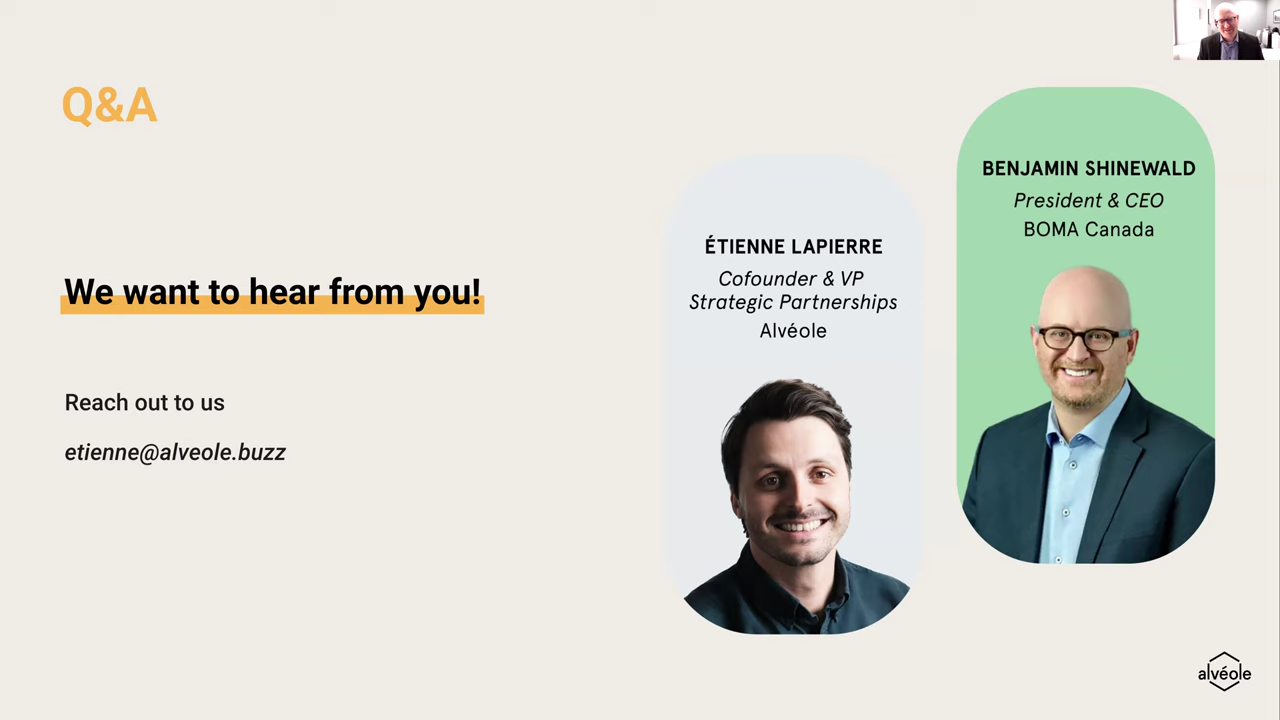 Q&A
We want to hear from you!
Reach out to us
etienne@alveole.buzz
ÉTIENNE LAPIERRE
Cofounder & VP
Strategic Partnerships
Alvéole
BENJAMIN SHINEWALD
President & CEO
BOMA Canada
alvéole